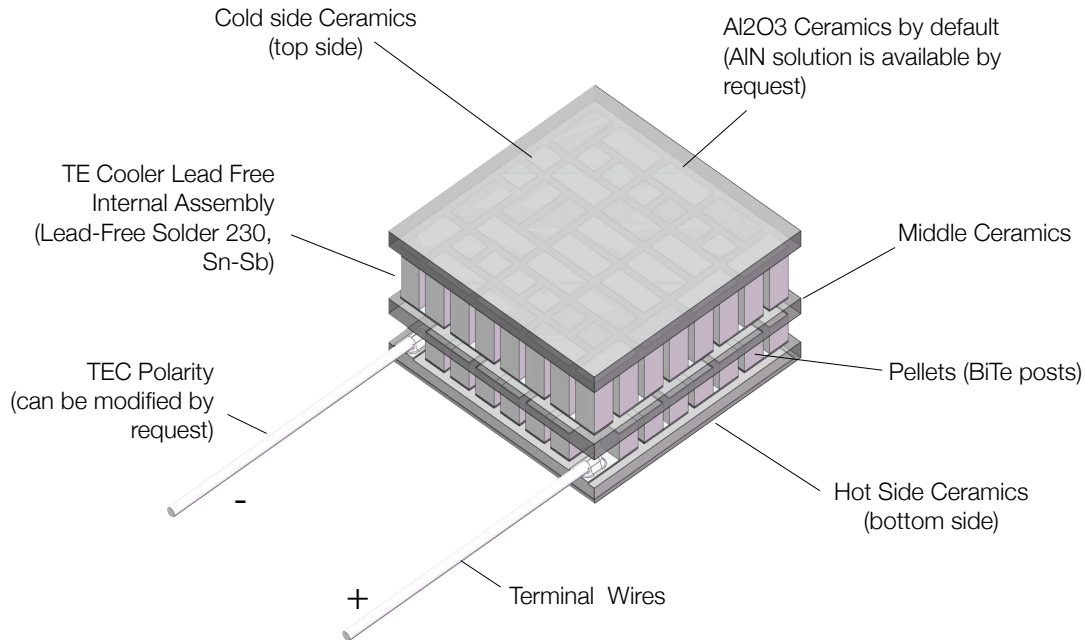 Cold side Ceramics
(top side)
Al2O3 Ceramics by default
(AlN solution is available by
request)
TE Cooler Lead Free
Internal Assembly
(Lead-Free Solder 230,
Sn-Sb)
Middle Ceramics
TEC Polarity
(can be modified by
request)
Pellets (BiTe posts)
-
Hot Side Ceramics
(bottom side)
+
Terminal Wires